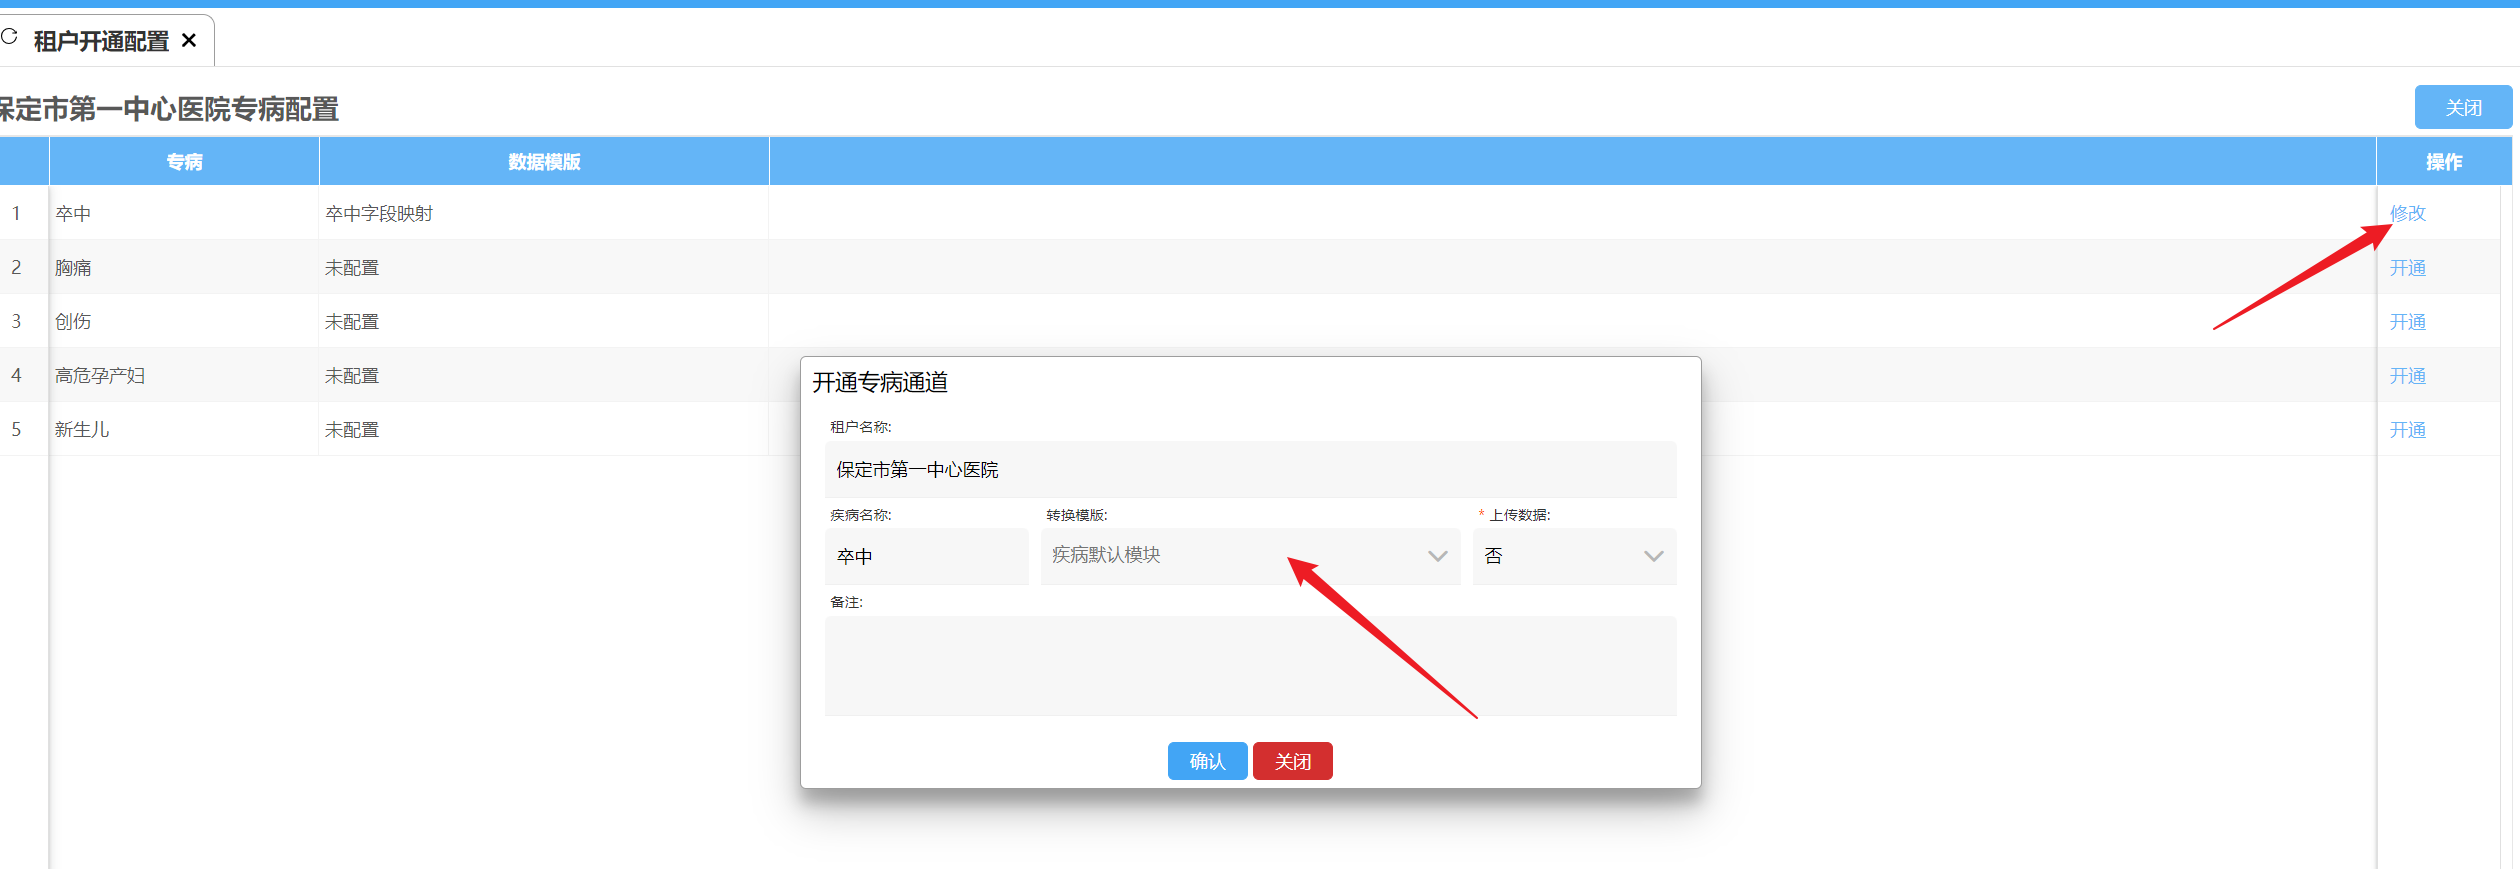 租户开通配置
保定市第一中心医院专病配置
关闭
专病 数据模版 操作
1 卒中 卒中字段映射 修改
2 胸痛 未配置 开通
3 创伤 未配置 开通
4 高危孕产妇 未配置 开通
5 新生儿 未配置 开通
开通专病通道
租户名称:
保定市第一中心医院
疾病名称: 转换模版: * 上传数据:
卒中 疾病默认模块 否
备注:
确认 关闭